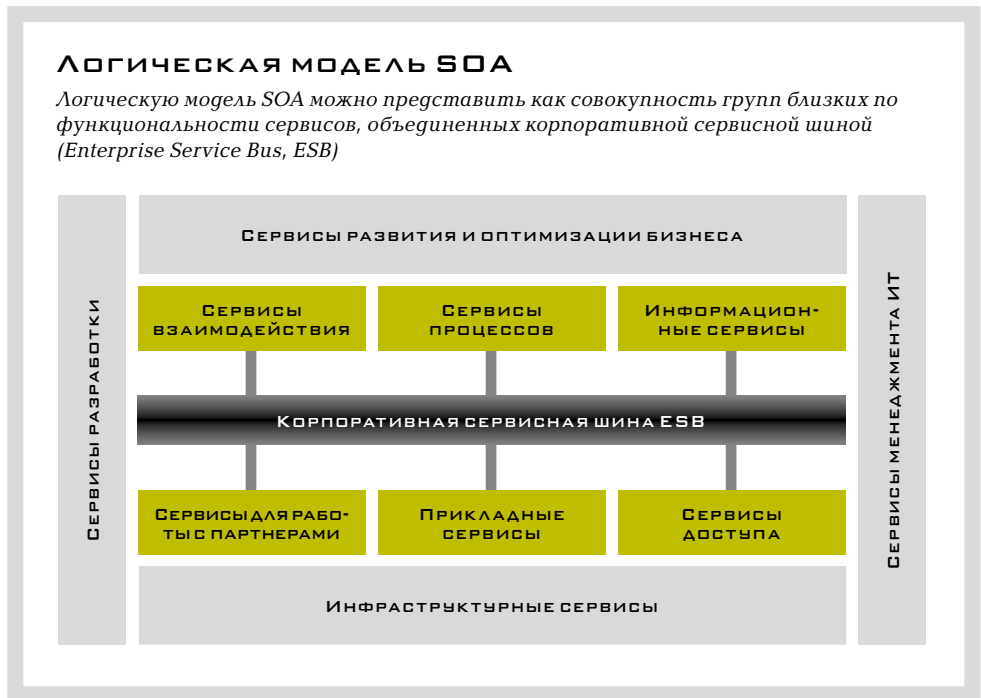 Логическая модель SOA
Логическую модель SOA можно представить как совокупность групп близких по
функциональности сервисов, объединенных корпоративной сервисной шиной
(Enterprise Service Bus, ESB)
Сервисы разработки
Сервисы развития и оптимизации бизнеса
Сервисы
взаимодействия
Сервисы
процессов
Информацион-
ные сервисы
Корпоративная сервисная шина ESB
Сервисы для рабо-
ты с партнерами
Прикладные
сервисы
Сервисы
доступа
Инфраструктурные сервисы
Сервисы менеджмента ИТ